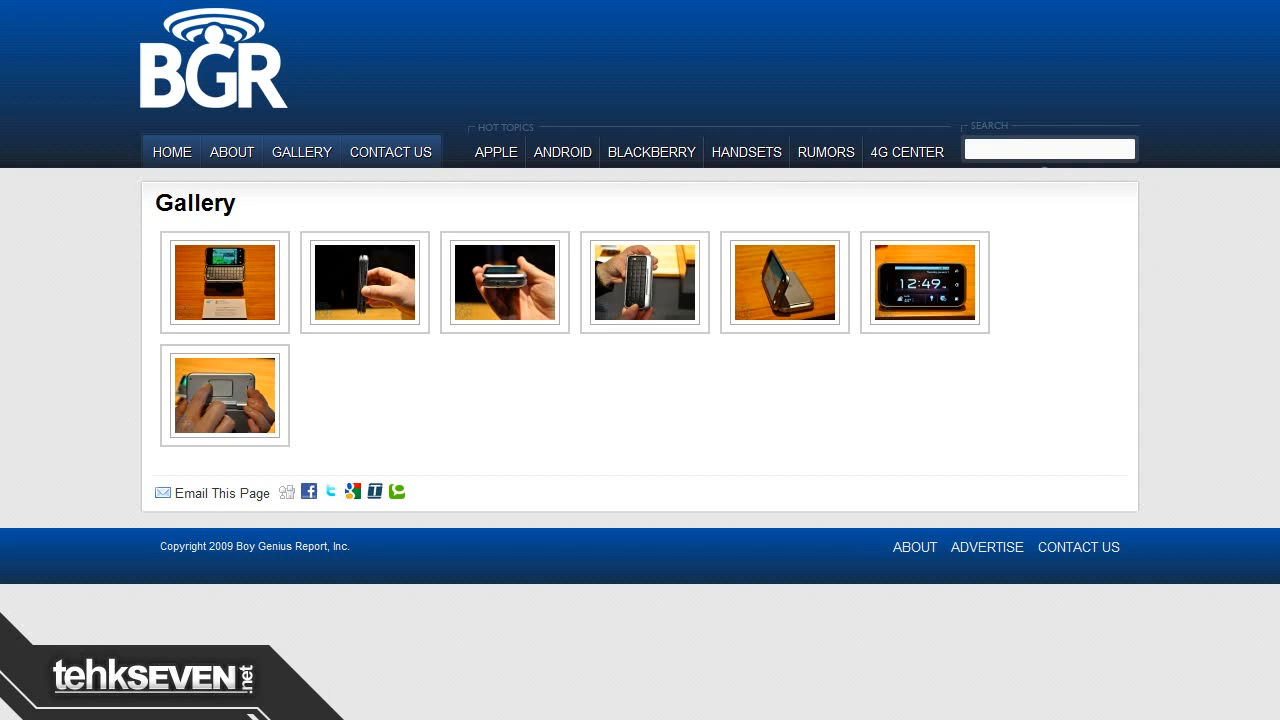 BGR
HOT TOPICS
SEARCH
HOME ABOUT GALLERY CONTACT US APPLE ANDROID BLACKBERRY HANDSETS RUMORS 4G CENTER
Gallery
12:49
Email This Page
Copyright 2009 Boy Genius Report, Inc.
ABOUT ADVERTISE CONTACT US
tehkSEVEN.net